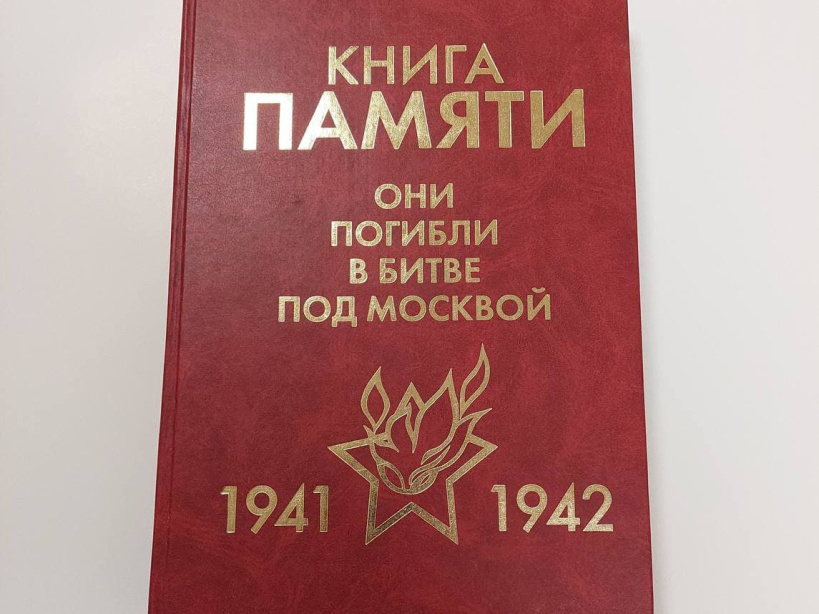 КНИГА
ПАМЯТИ
ОНИ
ПОГИБЛИ
В БИТВЕ
ПОД МОСКВОЙ
1941 1942